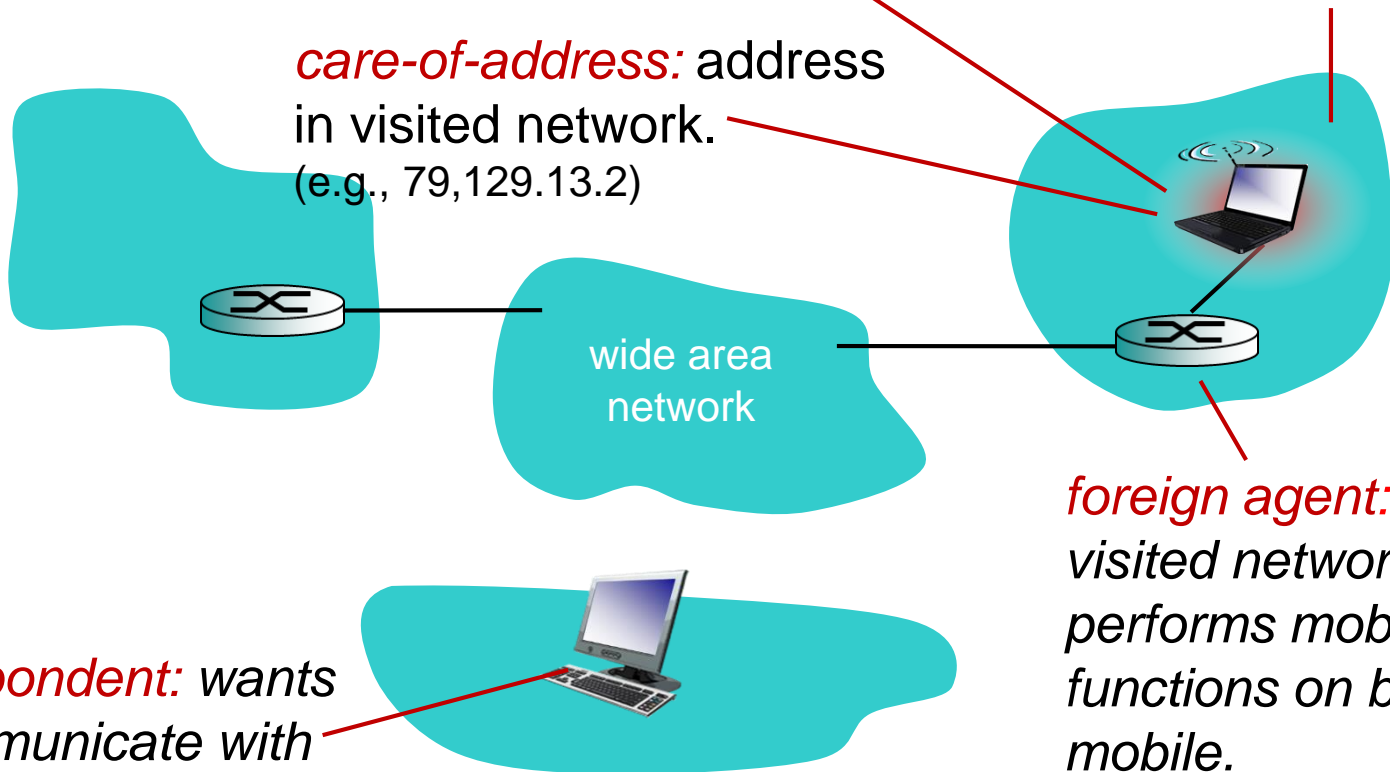 care-of-address: address
in visited network.
(e.g., 79,129.13.2)
wide area
network
foreign agent:
visited networ
performs mob
functions on b
mobile.
pondent: wants
municate with